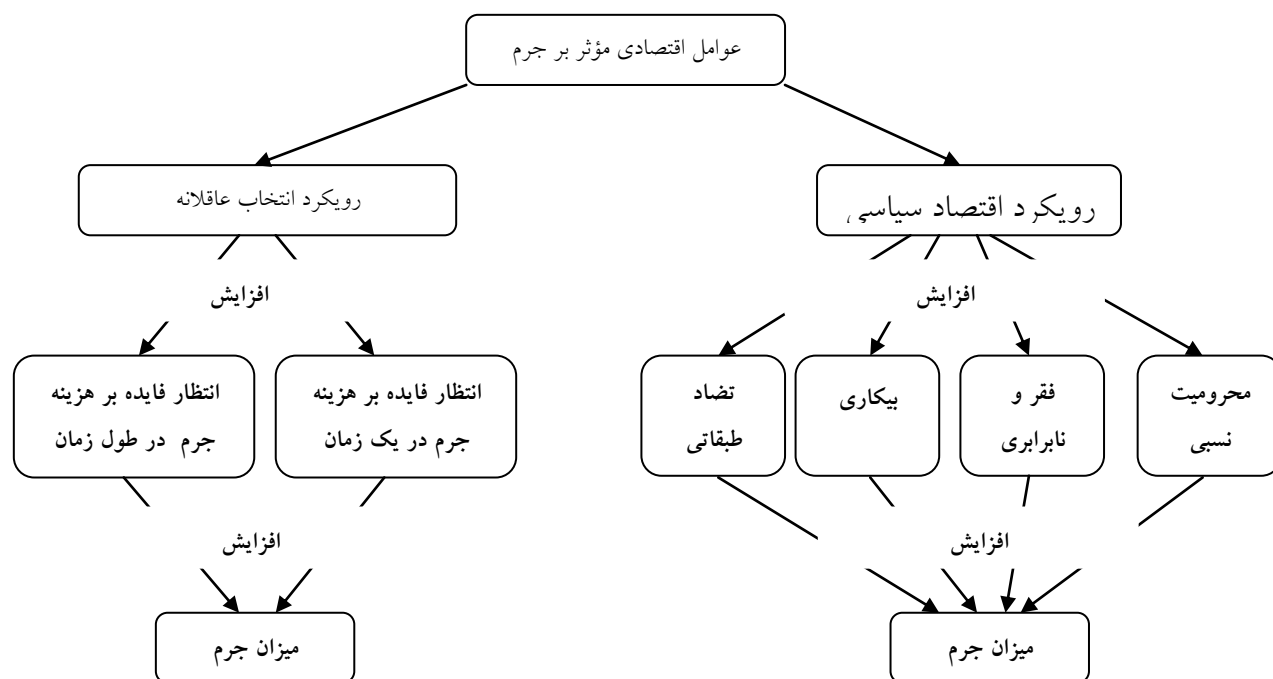 عوامل اقتصادی مؤثر بر جرم
رویکرد اقتصاد سیاسی
رویکرد انتخاب عاقلانه
افزایش
افزایش
محرومیت
نسبی
فقر و
نابرابری
بیکاری
تضاد
طبقاتی
انتظار فایده بر هزینه
جرم در یک زمان
انتظار فایده بر هزینه
جرم در طول زمان
افزایش
افزایش
میزان جرم
میزان جرم